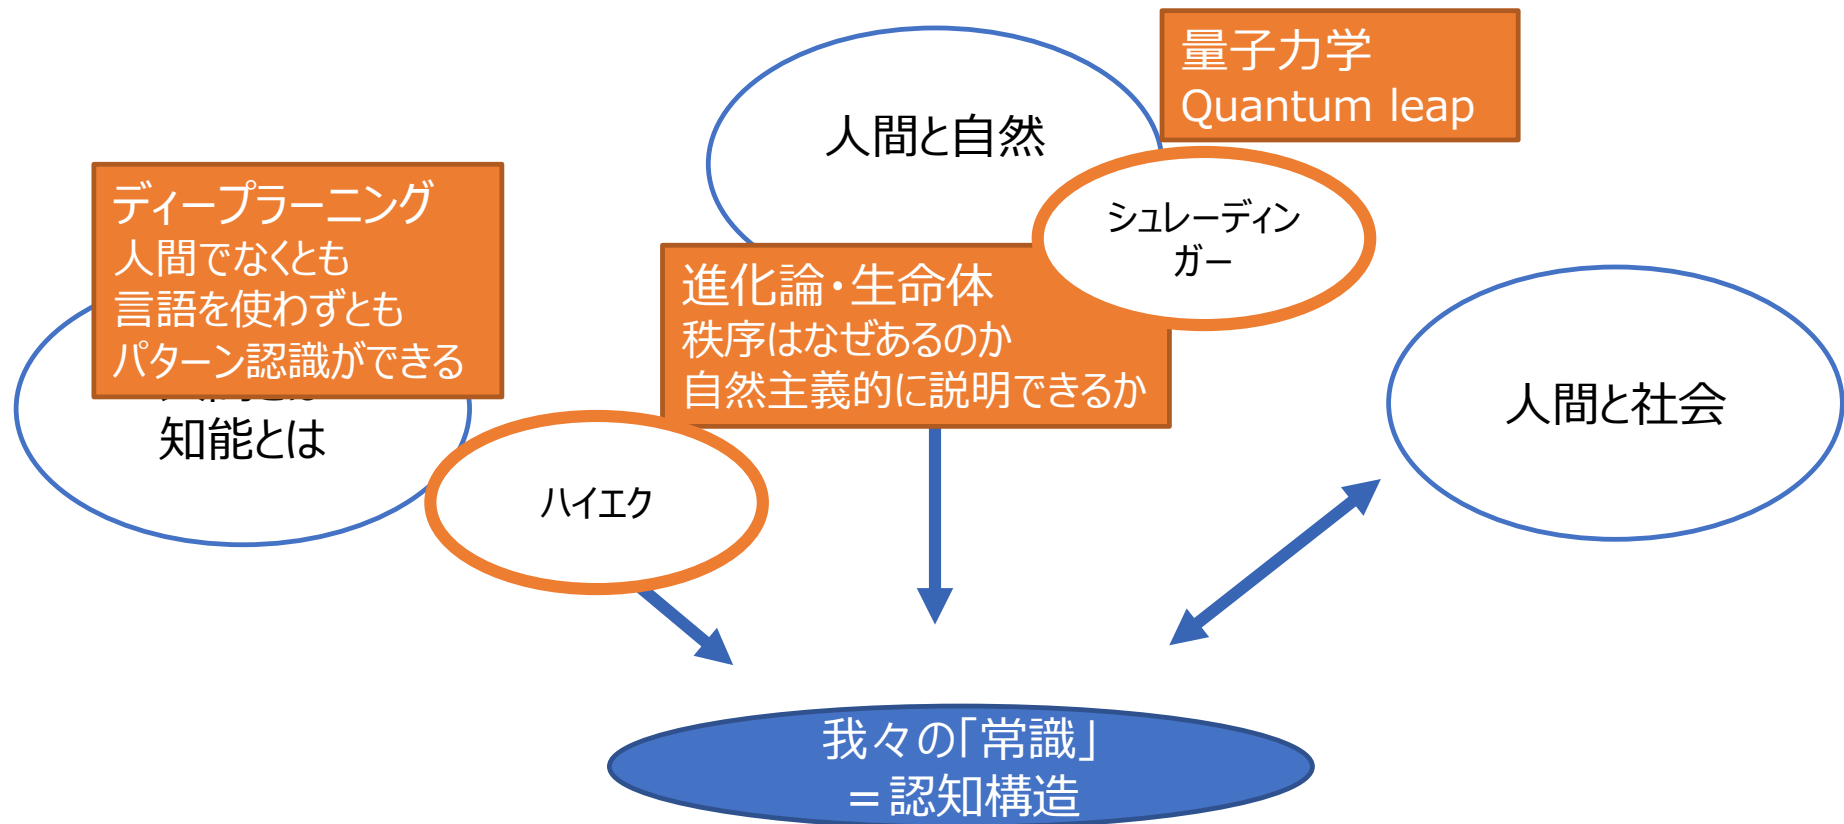 量子力学
Quantum leap
人間と自然
シュレーディン
ガー
ディープラーニング
人間でなくとも
言語を使わずとも
パターン認識ができる
知能とは
進化論・生命体
秩序はなぜあるのか
自然主義的に説明できるか
人間と社会
ハイエク
我々の「常識」
＝認知構造